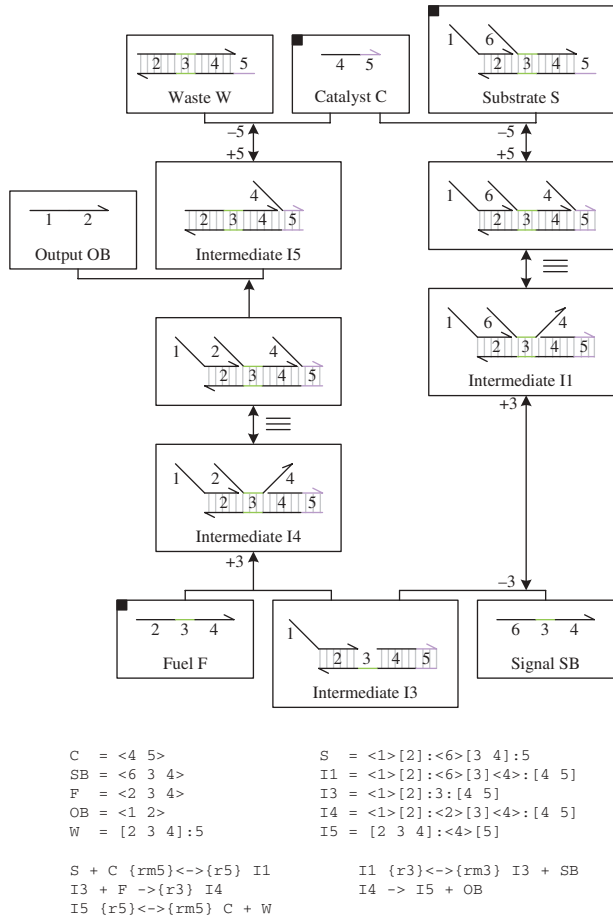 1 2 3 4 5
Waste W
4 5
Catalyst C
1 6 2 3 4 5
Substrate S
–5
+5
–5
+5
1 2
Output OB
4
2 3 4 5
Intermediate I5
1 6 4
2 3 4 5
1 2 4
2 3 4 5
1 6 4
2 3 4 5
Intermediate I1
+3
1 2 4
2 3 4 5
Intermediate I4
+3
–3
2 3 4
Fuel F
1
2 3 4 5
Intermediate I3
6 3 4
Signal SB
C = <4 5>
SB = <6 3 4>
F = <2 3 4>
OB = <1 2>
W = [2 3 4]:5
S = <1>[2]:<6>[3 4]:5
I1 = <1>[2]:<6>[3]<4>:[4 5]
I3 = <1>[2]:3:[4 5]
I4 = <1>[2]:<2>[3]<4>:[4 5]
I5 = [2 3 4]:<4>[5]
S + C {rm5}<->{r5} I1
I3 + F ->{r3} I4
I5 {r5}<->{rm5} C + W
I1 {r3}<->{rm3} I3 + SB
I4 -> I5 + OB